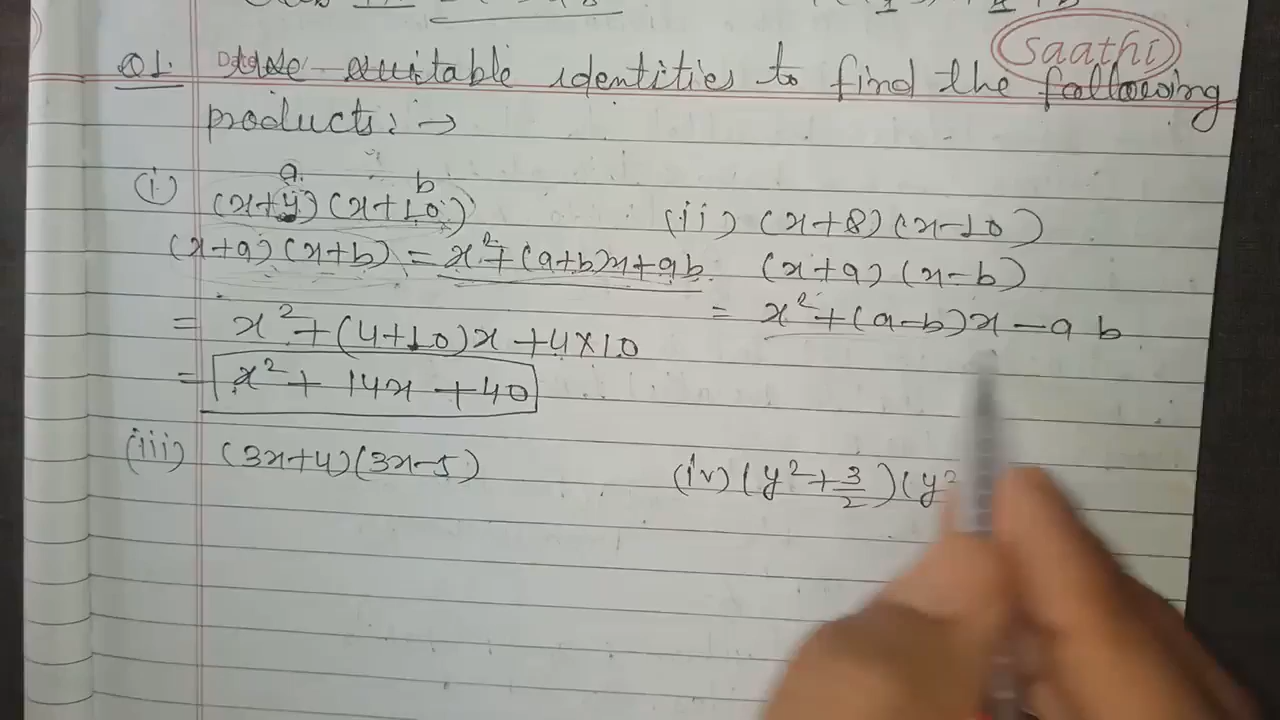 Saathi
Date
Q1. Use suitable identities to find the following
products: →
a b
(i) (x+4)(x+10) (ii) (x+8)(x-10)
(x+a)(x+b) = x²+(a+b)x+ab (x+a)(x-b)
= x²+(a-b)x-ab
= x²+(4+10)x+4×10
= x²+14x+40
(iii) (3x+4)(3x-5) (iv) (y²+3/2)(y²